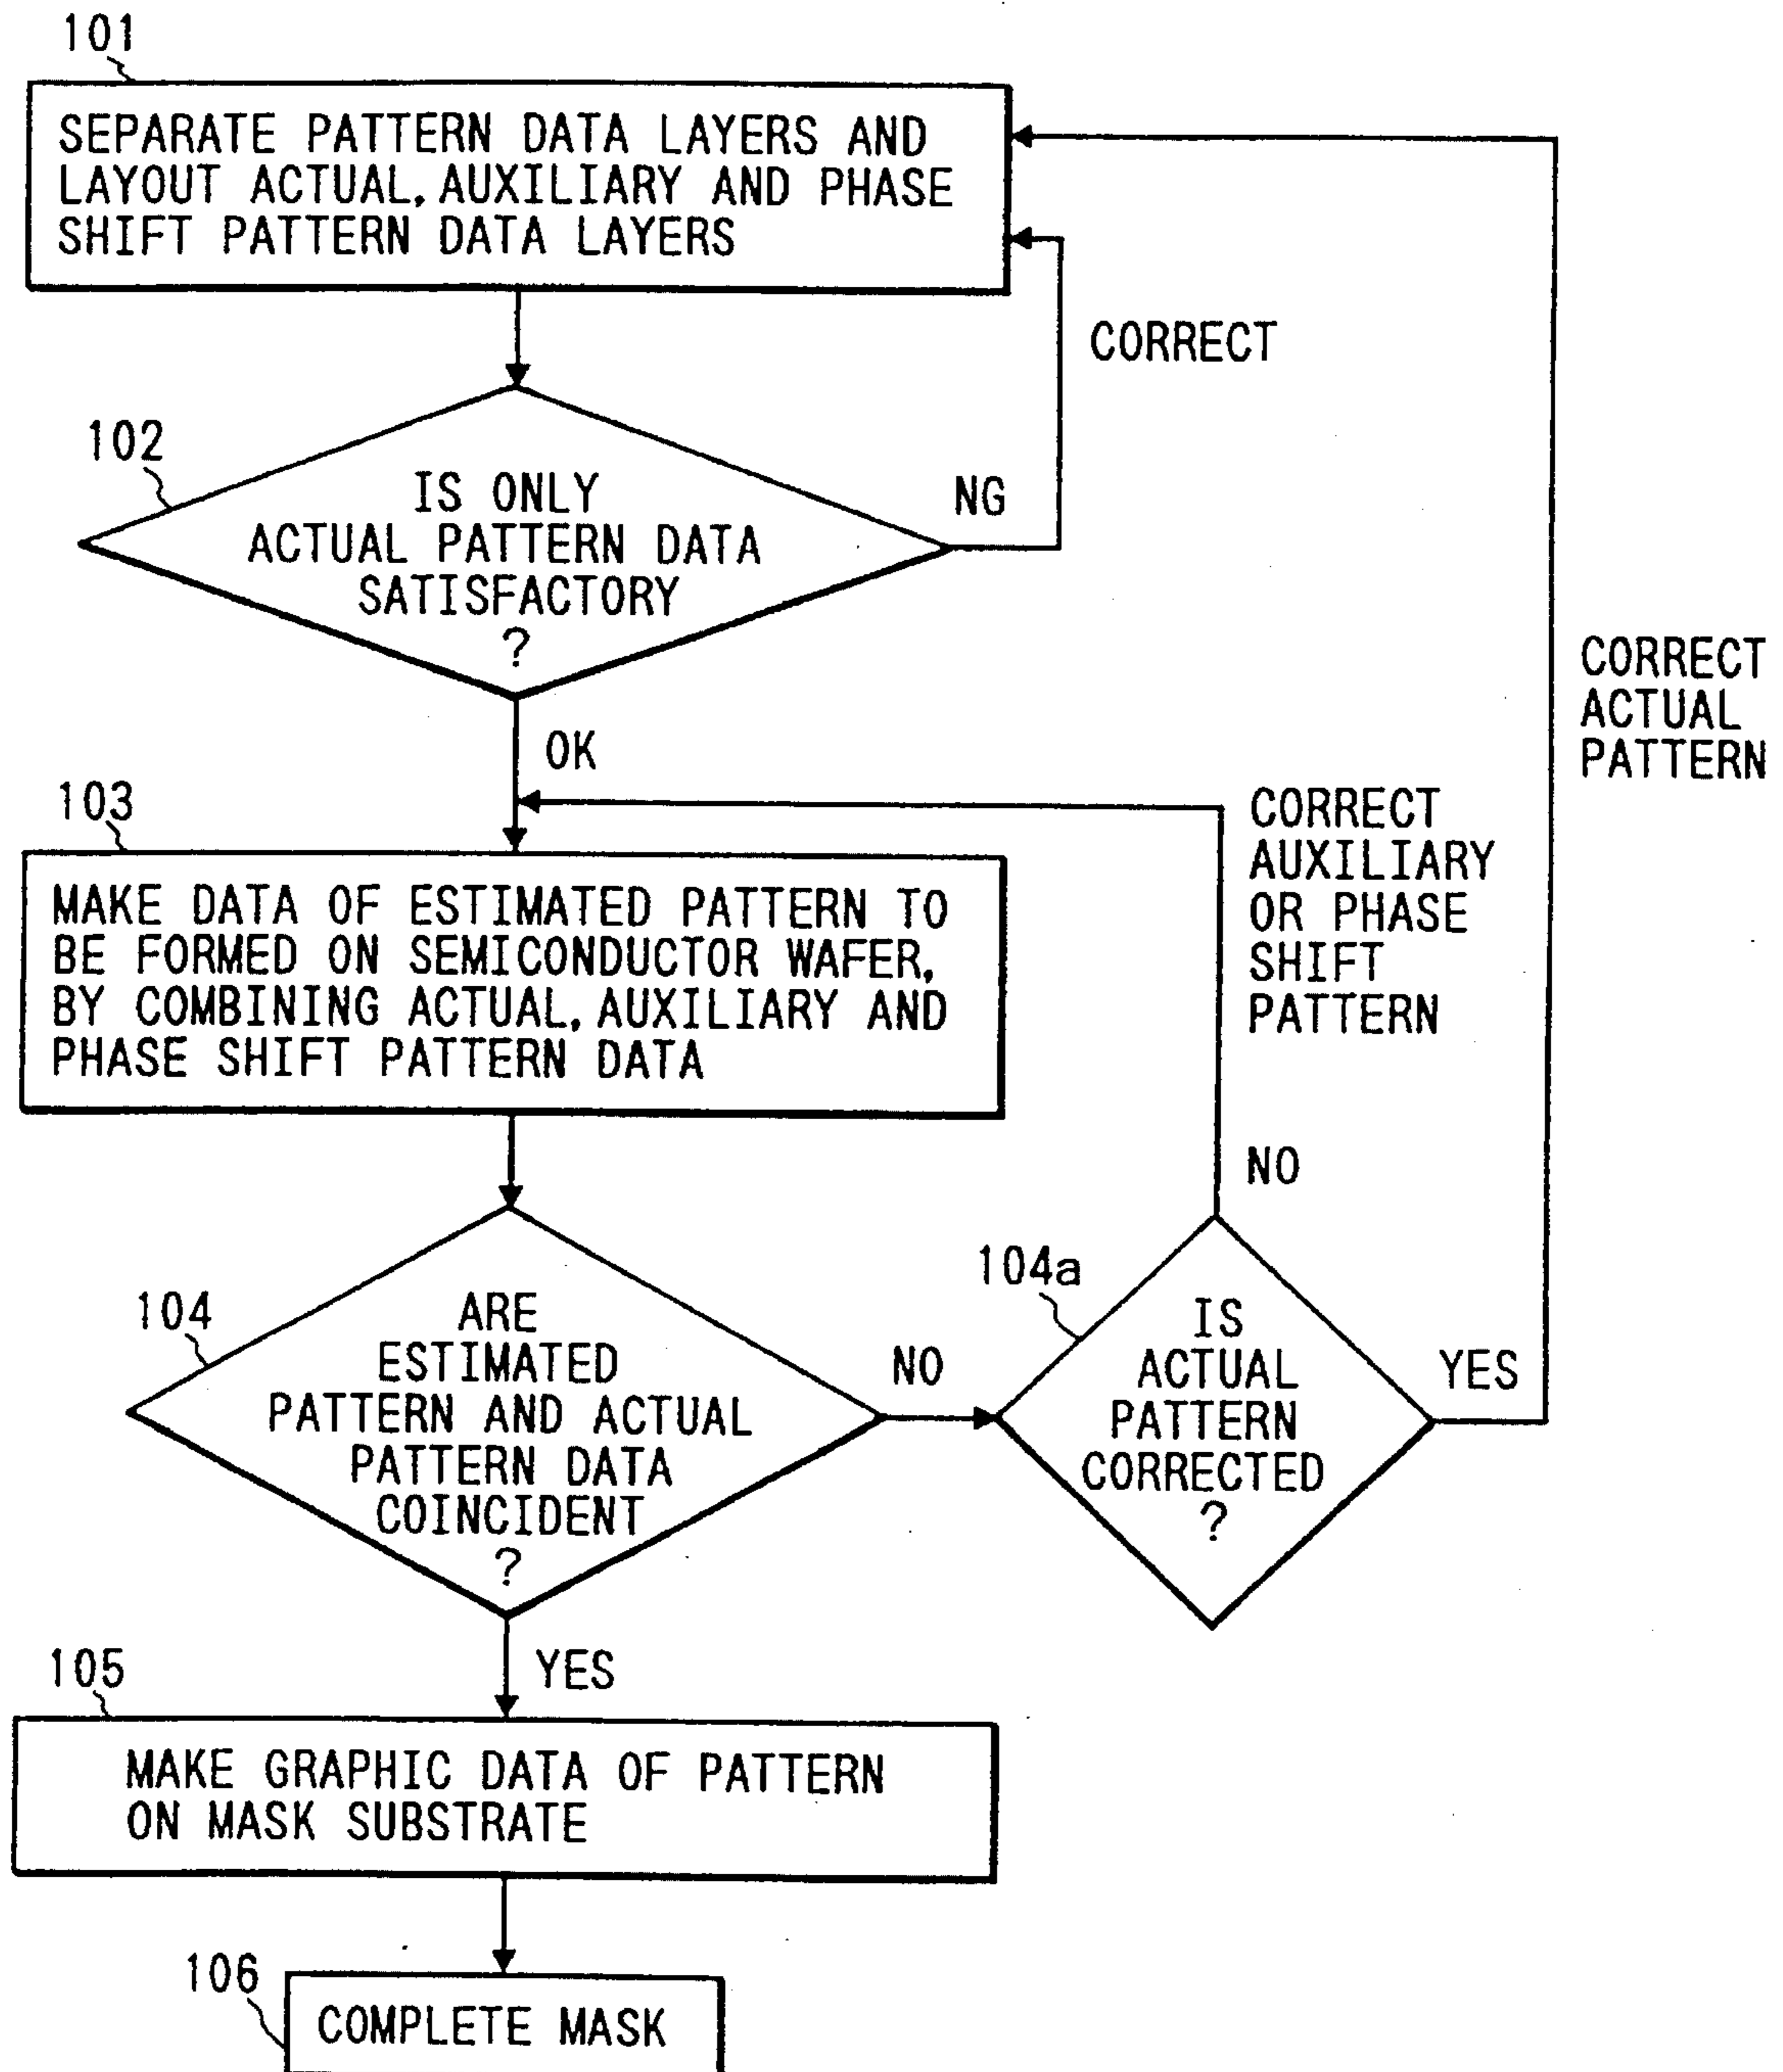 101
SEPARATE PATTERN DATA LAYERS AND
LAYOUT ACTUAL, AUXILIARY AND PHASE
SHIFT PATTERN DATA LAYERS
CORRECT
102
IS ONLY
ACTUAL PATTERN DATA
SATISFACTORY
?
NG
OK
CORRECT
ACTUAL
PATTERN
103
MAKE DATA OF ESTIMATED PATTERN TO
BE FORMED ON SEMICONDUCTOR WAFER,
BY COMBINING ACTUAL, AUXILIARY AND
PHASE SHIFT PATTERN DATA
CORRECT
AUXILIARY
OR PHASE
SHIFT
PATTERN
NO
104
ARE
ESTIMATED
PATTERN AND ACTUAL
PATTERN DATA
COINCIDENT
?
NO
104a
IS
ACTUAL
PATTERN
CORRECTED
?
YES
YES
105
MAKE GRAPHIC DATA OF PATTERN
ON MASK SUBSTRATE
106
COMPLETE MASK